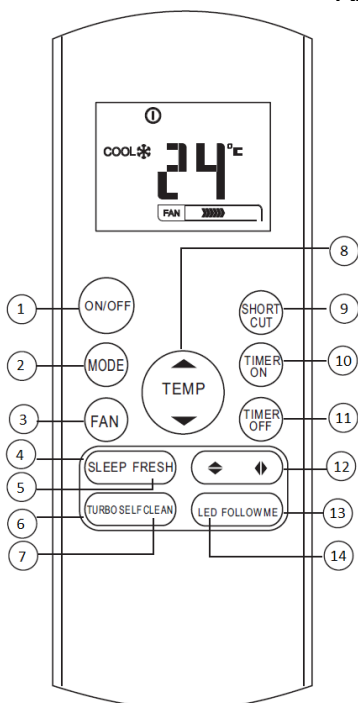 COOL 24°C
FAN
8
1 ON/OFF SHORT CUT 9
2 MODE TEMP TIMER ON 10
3 FAN TIMER OFF 11
4 SLEEP FRESH 12
5
6 TURBO SELF CLEAN LED FOLLOW ME 13
7 14